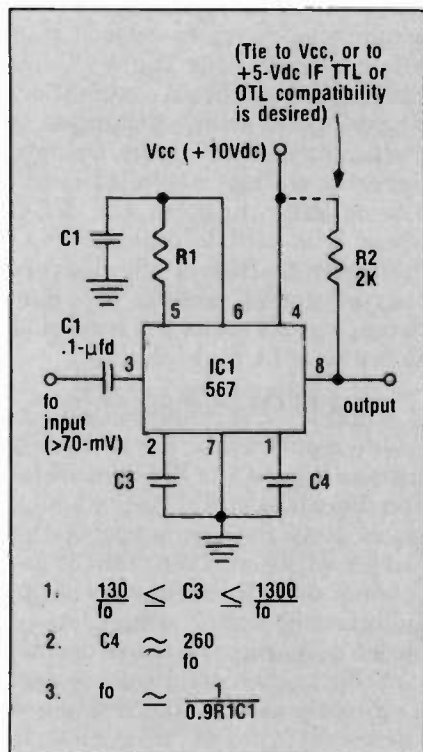 (Tie to Vcc, or to
+5-Vdc IF TTL or
OTL compatibility
is desired)
Vcc (+10Vdc)
C1
R1
R2
2K
5
6
4
C1
.1-μfd
3
IC1
567
8
fo
input
(>70-mV)
output
2
7
1
C3
C4
1. 130/fo ≤ C3 ≤ 1300/fo
2. C4 ≈ 260/fo
3. fo ≃ 1/0.9R1C1